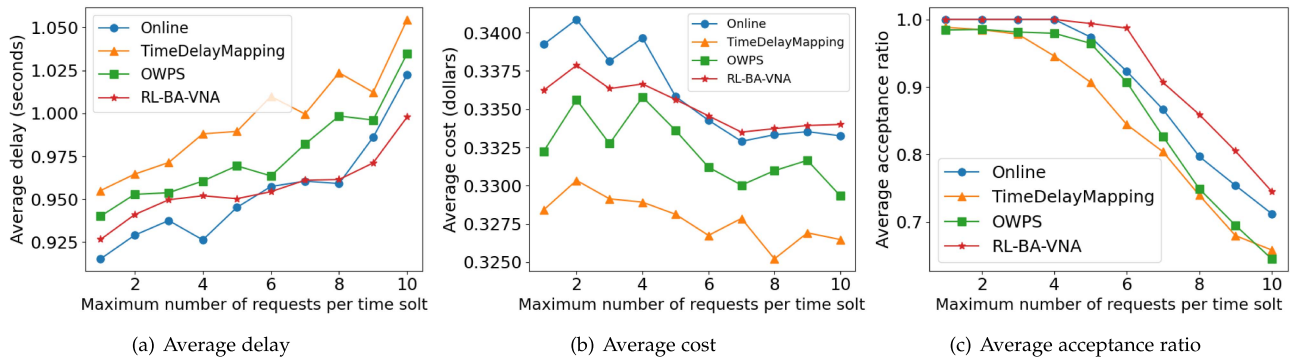 Average delay (seconds)
1.050
1.025
1.000
0.975
0.950
0.925
Online
TimeDelayMapping
OWPS
RL-BA-VNA
2 4 6 8 10
Maximum number of requests per time solt
(a) Average delay
Average cost (dollars)
0.3400
0.3375
0.3350
0.3325
0.3300
0.3275
0.3250
Online
TimeDelayMapping
OWPS
RL-BA-VNA
2 4 6 8 10
Maximum number of requests per time solt
(b) Average cost
Average acceptance ratio
1.0
0.9
0.8
0.7
Online
TimeDelayMapping
OWPS
RL-BA-VNA
2 4 6 8 10
Maximum number of requests per time solt
(c) Average acceptance ratio